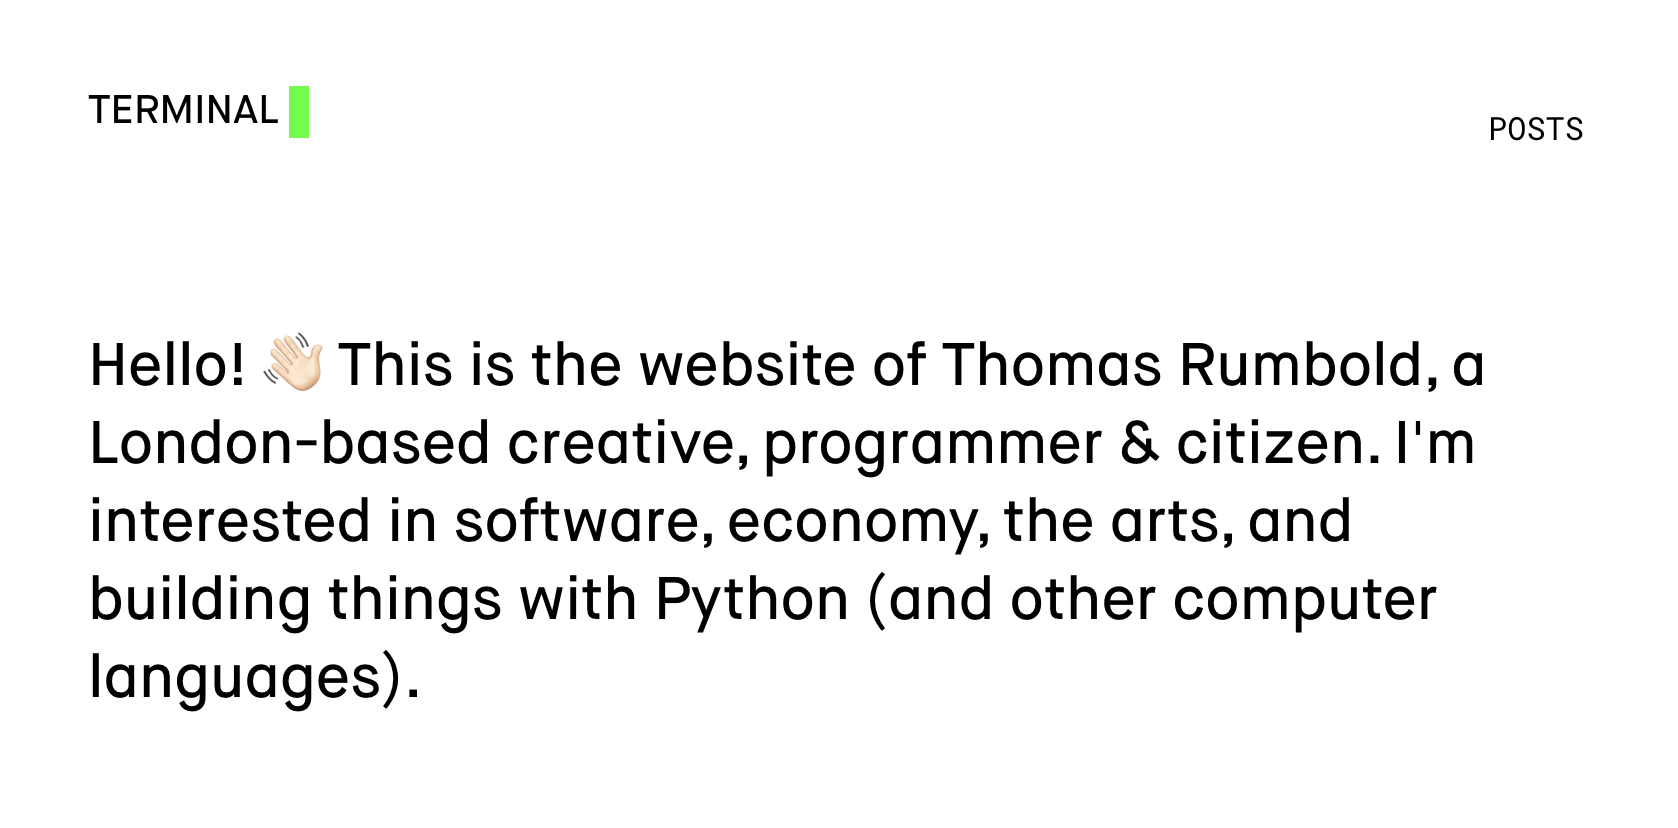 TERMINAL
POSTS
Hello! 👋🏻 This is the website of Thomas Rumbold, a
London-based creative, programmer & citizen. I'm
interested in software, economy, the arts, and
building things with Python (and other computer
languages).